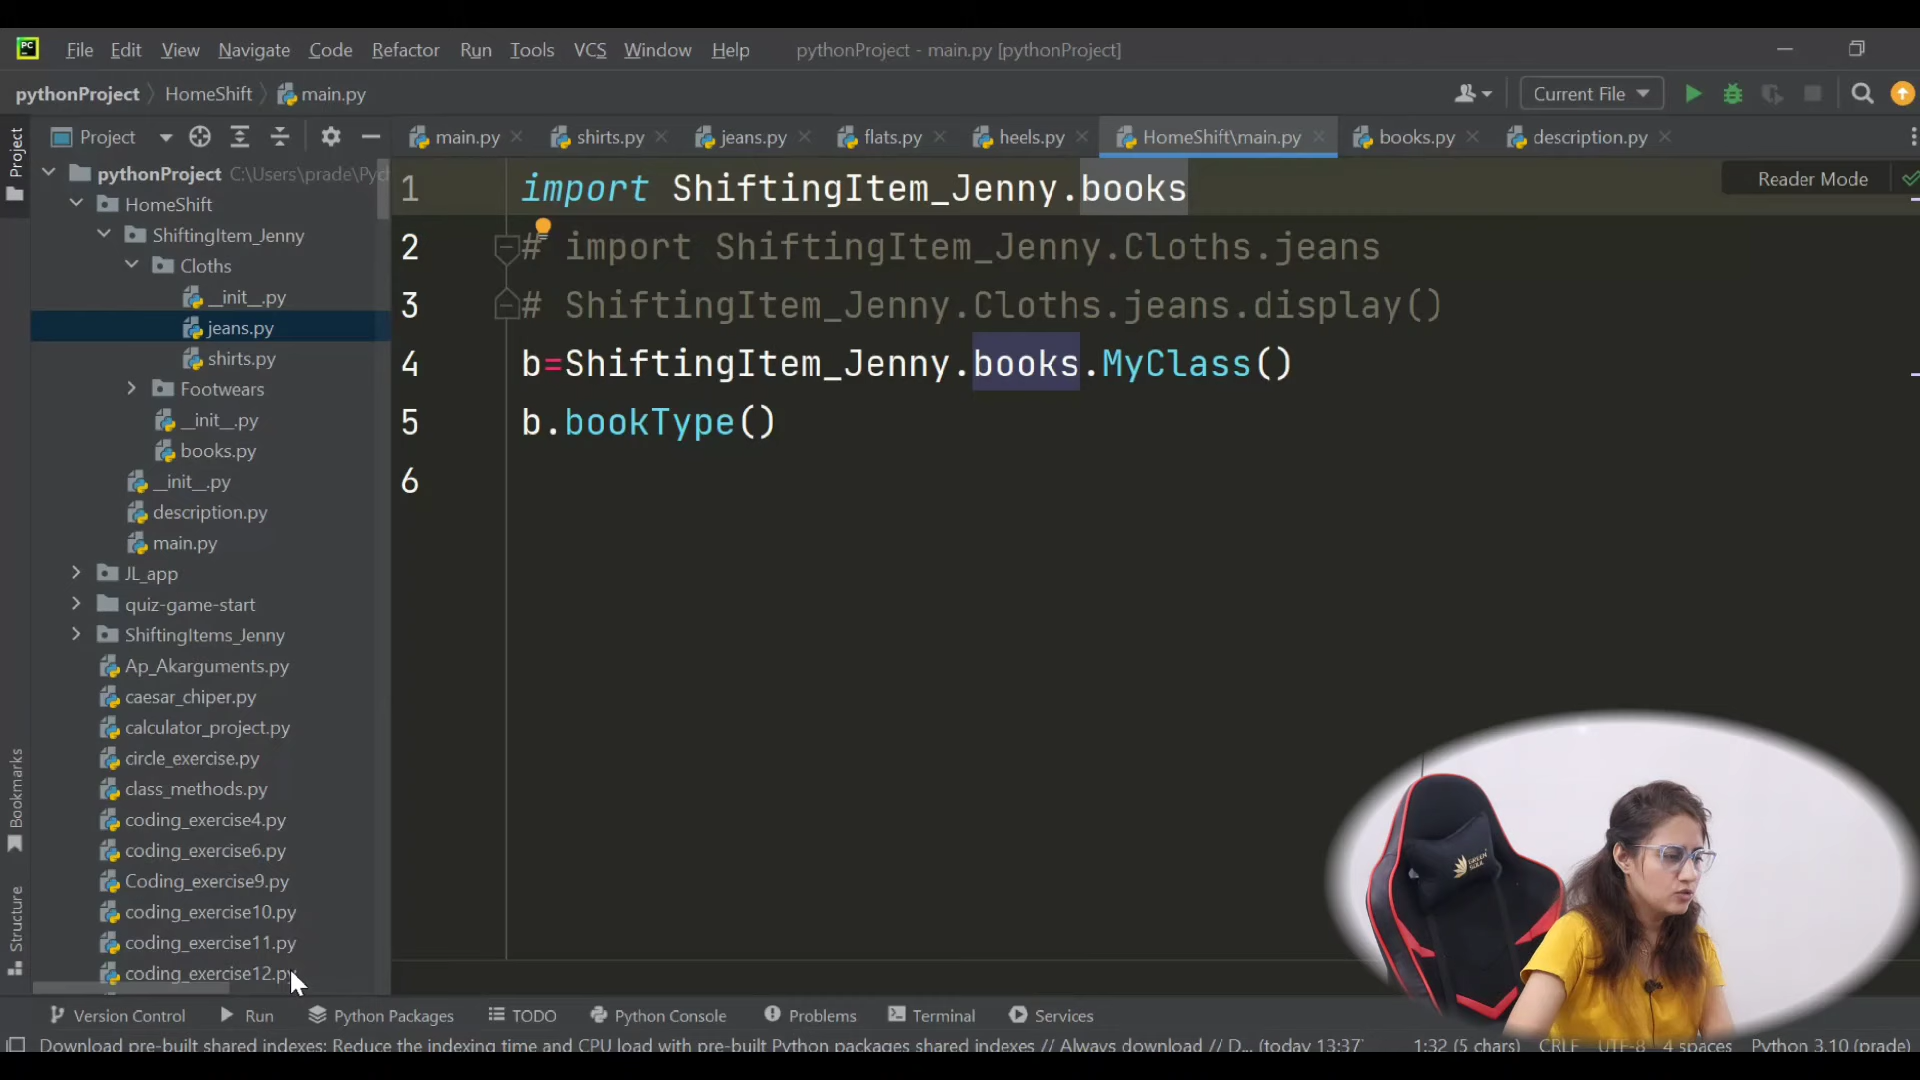 PC File Edit View Navigate Code Refactor Run Tools VCS Window Help pythonProject - main.py [pythonProject]
pythonProject HomeShift main.py Current File
Project main.py shirts.py jeans.py flats.py heels.py HomeShift\main.py books.py description.py
Project
pythonProject C:\Users\prade\Pyc
HomeShift
ShiftingItem_Jenny
Cloths
__init__.py
jeans.py
shirts.py
Footwears
__init__.py
books.py
__init__.py
description.py
main.py
JL_app
quiz-game-start
ShiftingItems_Jenny
Ap_Akarguments.py
caesar_chiper.py
calculator_project.py
circle_exercise.py
class_methods.py
coding_exercise4.py
coding_exercise6.py
Coding_exercise9.py
coding_exercise10.py
coding_exercise11.py
coding_exercise12.py
Bookmarks
Structure
Reader Mode
1 import ShiftingItem_Jenny.books
2 # import ShiftingItem_Jenny.Cloths.jeans
3 # ShiftingItem_Jenny.Cloths.jeans.display()
4 b=ShiftingItem_Jenny.books.MyClass()
5 b.bookType()
6
GREEN SOUL
Version Control Run Python Packages TODO Python Console Problems Terminal Services
Download pre-built shared indexes: Reduce the indexing time and CPU load with pre-built Python packages shared indexes // Always download // D... (today 13:37) 1:32 (5 chars) CRLF UTF-8 4 spaces Python 3.10 (prade)